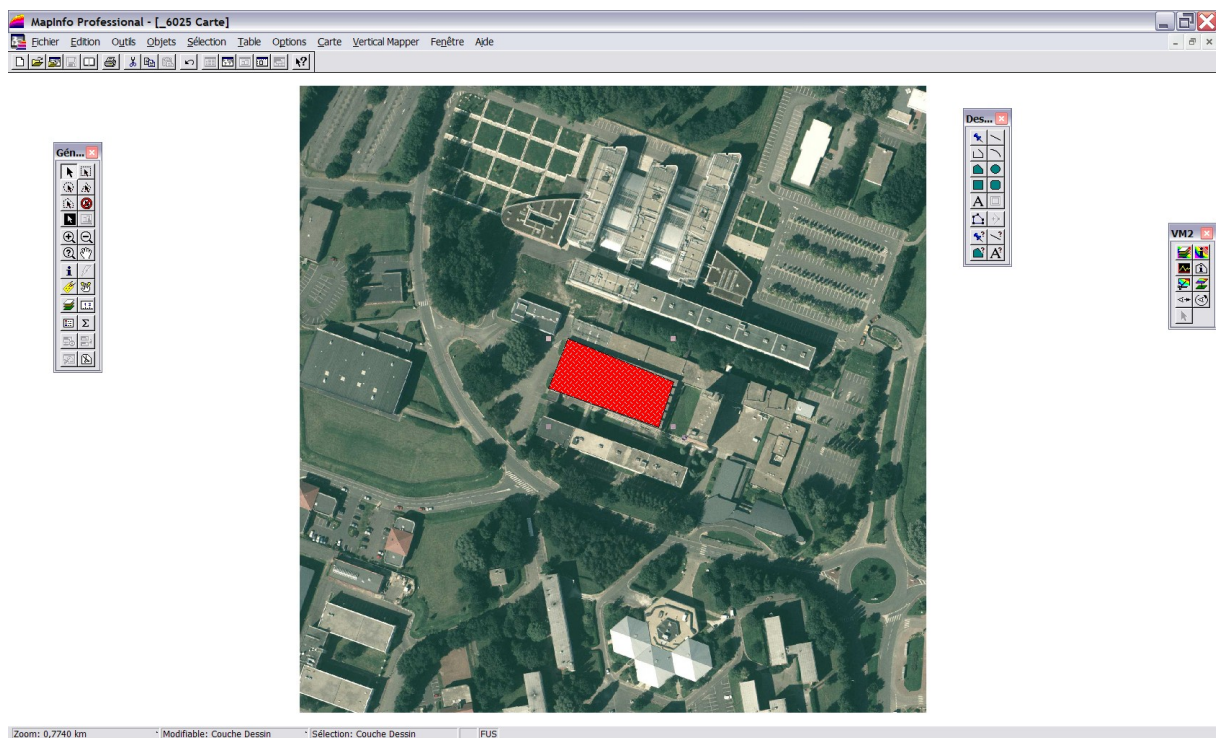 MapInfo Professional - [_6025 Carte]
Fichier Edition Outils Objets Sélection Table Options Carte Vertical Mapper Fenêtre Aide
Des...
Gén...
A
VM2
Zoom: 0,7740 km Modifiable: Couche Dessin Sélection: Couche Dessin FUS